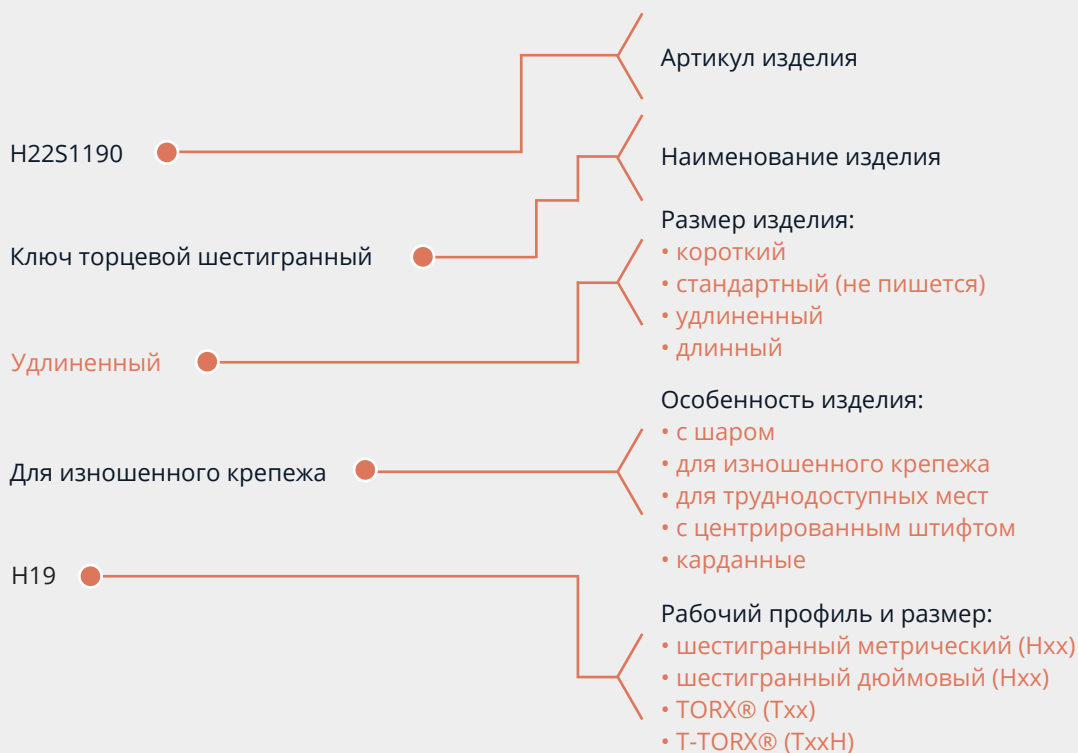 Артикул изделия
H22S1190
Наименование изделия
Ключ торцевой шестигранный
Размер изделия:
• короткий
• стандартный (не пишется)
• удлиненный
• длинный
Удлиненный
Особенность изделия:
• с шаром
• для изношенного крепежа
• для труднодоступных мест
• с центрированным штифтом
• карданные
Для изношенного крепежа
H19
Рабочий профиль и размер:
• шестигранный метрический (Hxx)
• шестигранный дюймовый (Hxx)
• TORX® (Txx)
• T-TORX® (TxxH)